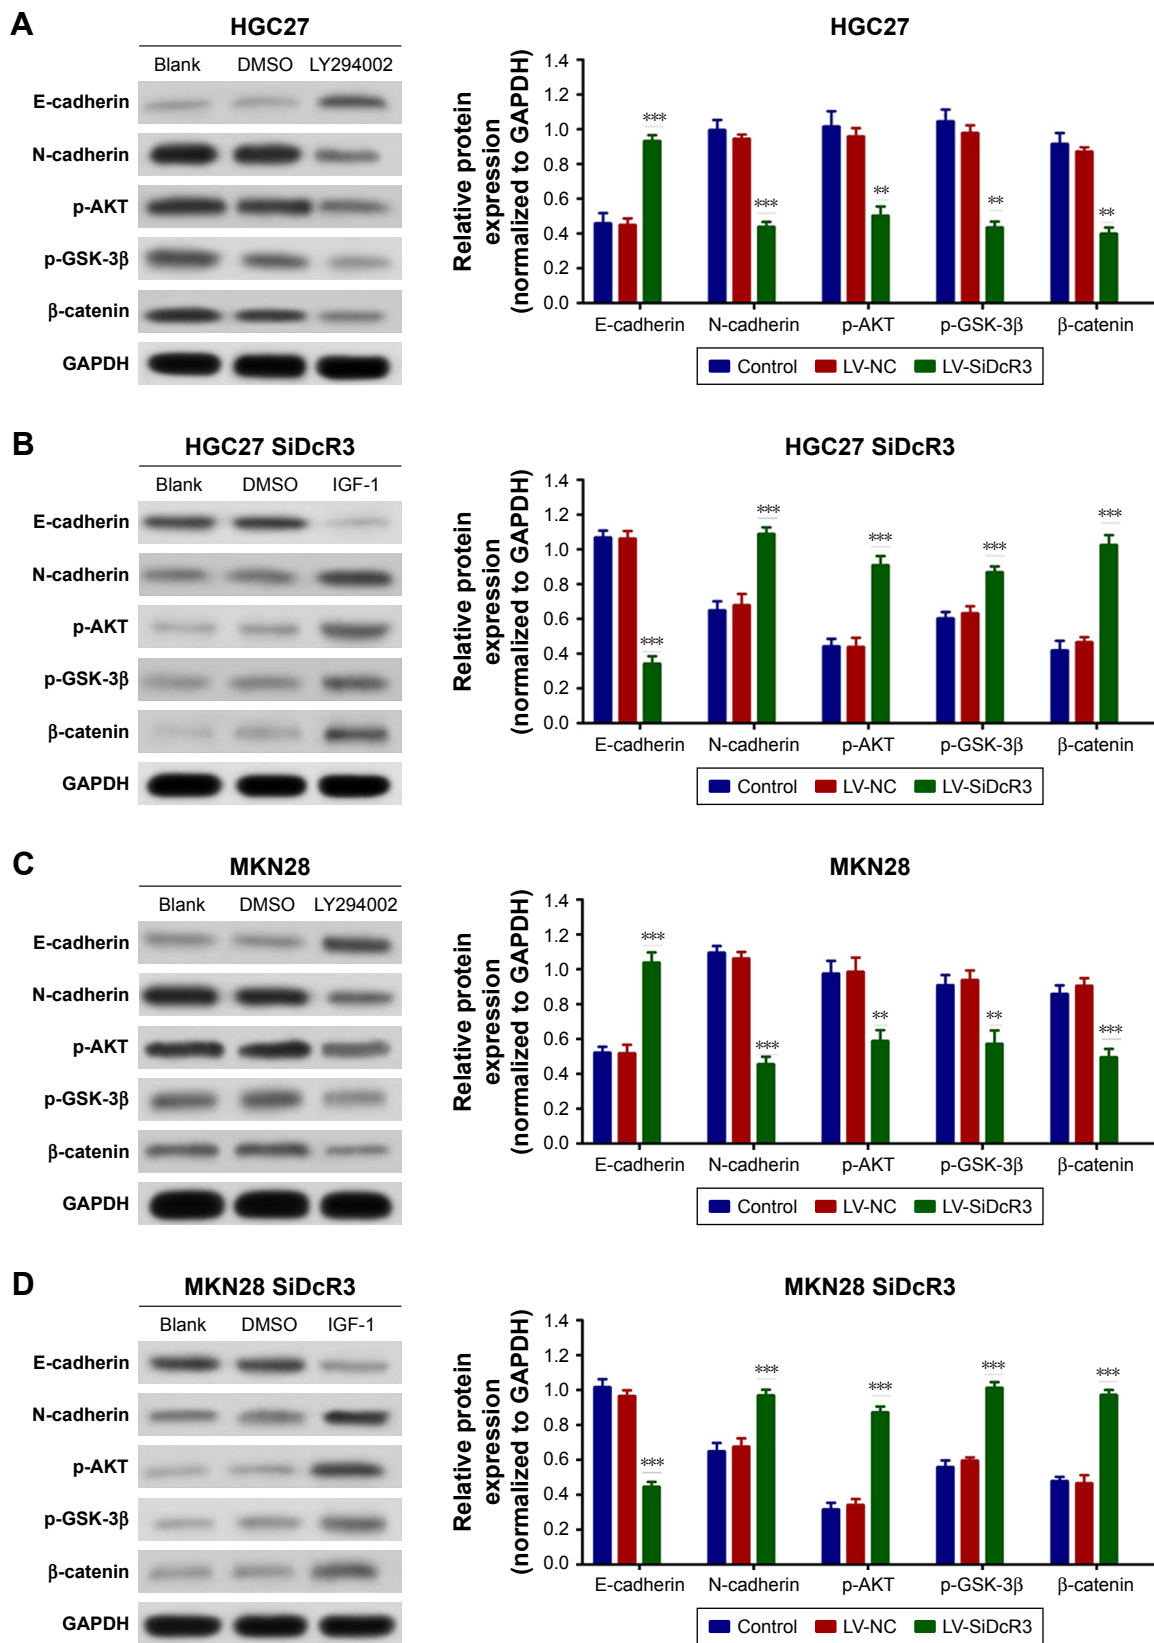 A
HGC27
Blank DMSO LY294002
E-cadherin
N-cadherin
p-AKT
p-GSK-3β
β-catenin
GAPDH
HGC27
Relative protein
expression
(normalized to GAPDH)
1.4
1.2
1.0
0.8
0.6
0.4
0.2
0.0
*** *** ** ** **
E-cadherin N-cadherin p-AKT p-GSK-3β β-catenin
Control LV-NC LV-SiDcR3
B
HGC27 SiDcR3
Blank DMSO IGF-1
E-cadherin
N-cadherin
p-AKT
p-GSK-3β
β-catenin
GAPDH
HGC27 SiDcR3
Relative protein
expression
(normalized to GAPDH)
1.4
1.2
1.0
0.8
0.6
0.4
0.2
0.0
*** *** *** *** ***
E-cadherin N-cadherin p-AKT p-GSK-3β β-catenin
Control LV-NC LV-SiDcR3
C
MKN28
Blank DMSO LY294002
E-cadherin
N-cadherin
p-AKT
p-GSK-3β
β-catenin
GAPDH
MKN28
Relative protein
expression
(normalized to GAPDH)
1.4
1.2
1.0
0.8
0.6
0.4
0.2
0.0
*** *** ** ** ***
E-cadherin N-cadherin p-AKT p-GSK-3β β-catenin
Control LV-NC LV-SiDcR3
D
MKN28 SiDcR3
Blank DMSO IGF-1
E-cadherin
N-cadherin
p-AKT
p-GSK-3β
β-catenin
GAPDH
MKN28 SiDcR3
Relative protein
expression
(normalized to GAPDH)
1.4
1.2
1.0
0.8
0.6
0.4
0.2
0.0
*** *** *** *** ***
E-cadherin N-cadherin p-AKT p-GSK-3β β-catenin
Control LV-NC LV-SiDcR3